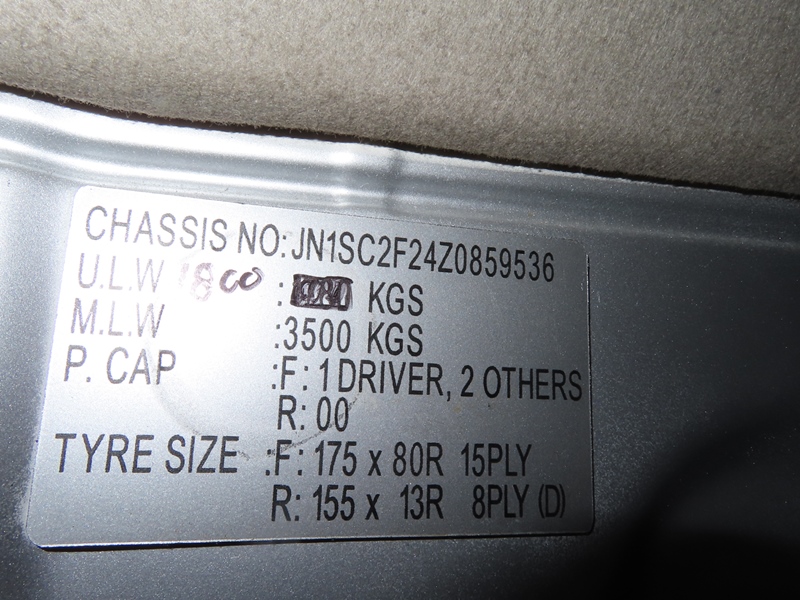 CHASSIS NO: JN1SC2F24Z0859536
U.L.W 1800 : KGS
M.L.W :3500 KGS
P. CAP :F: 1 DRIVER, 2 OTHERS
R: 00
TYRE SIZE :F: 175 x 80R 15PLY
R: 155 x 13R 8PLY (D)